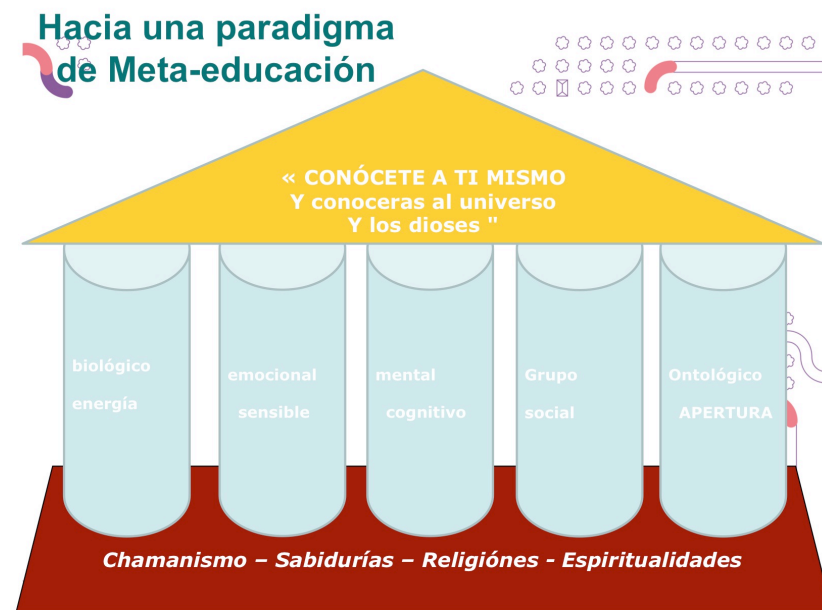 Hacia una paradigma
de Meta-educación
« CONÓCETE A TI MISMO
Y conoceras al universo
Y los dioses "
biológico
energía
emocional
sensible
mental
cognitivo
Grupo
social
Ontológico
APERTURA
Chamanismo – Sabidurías – Religiónes - Espiritualidades